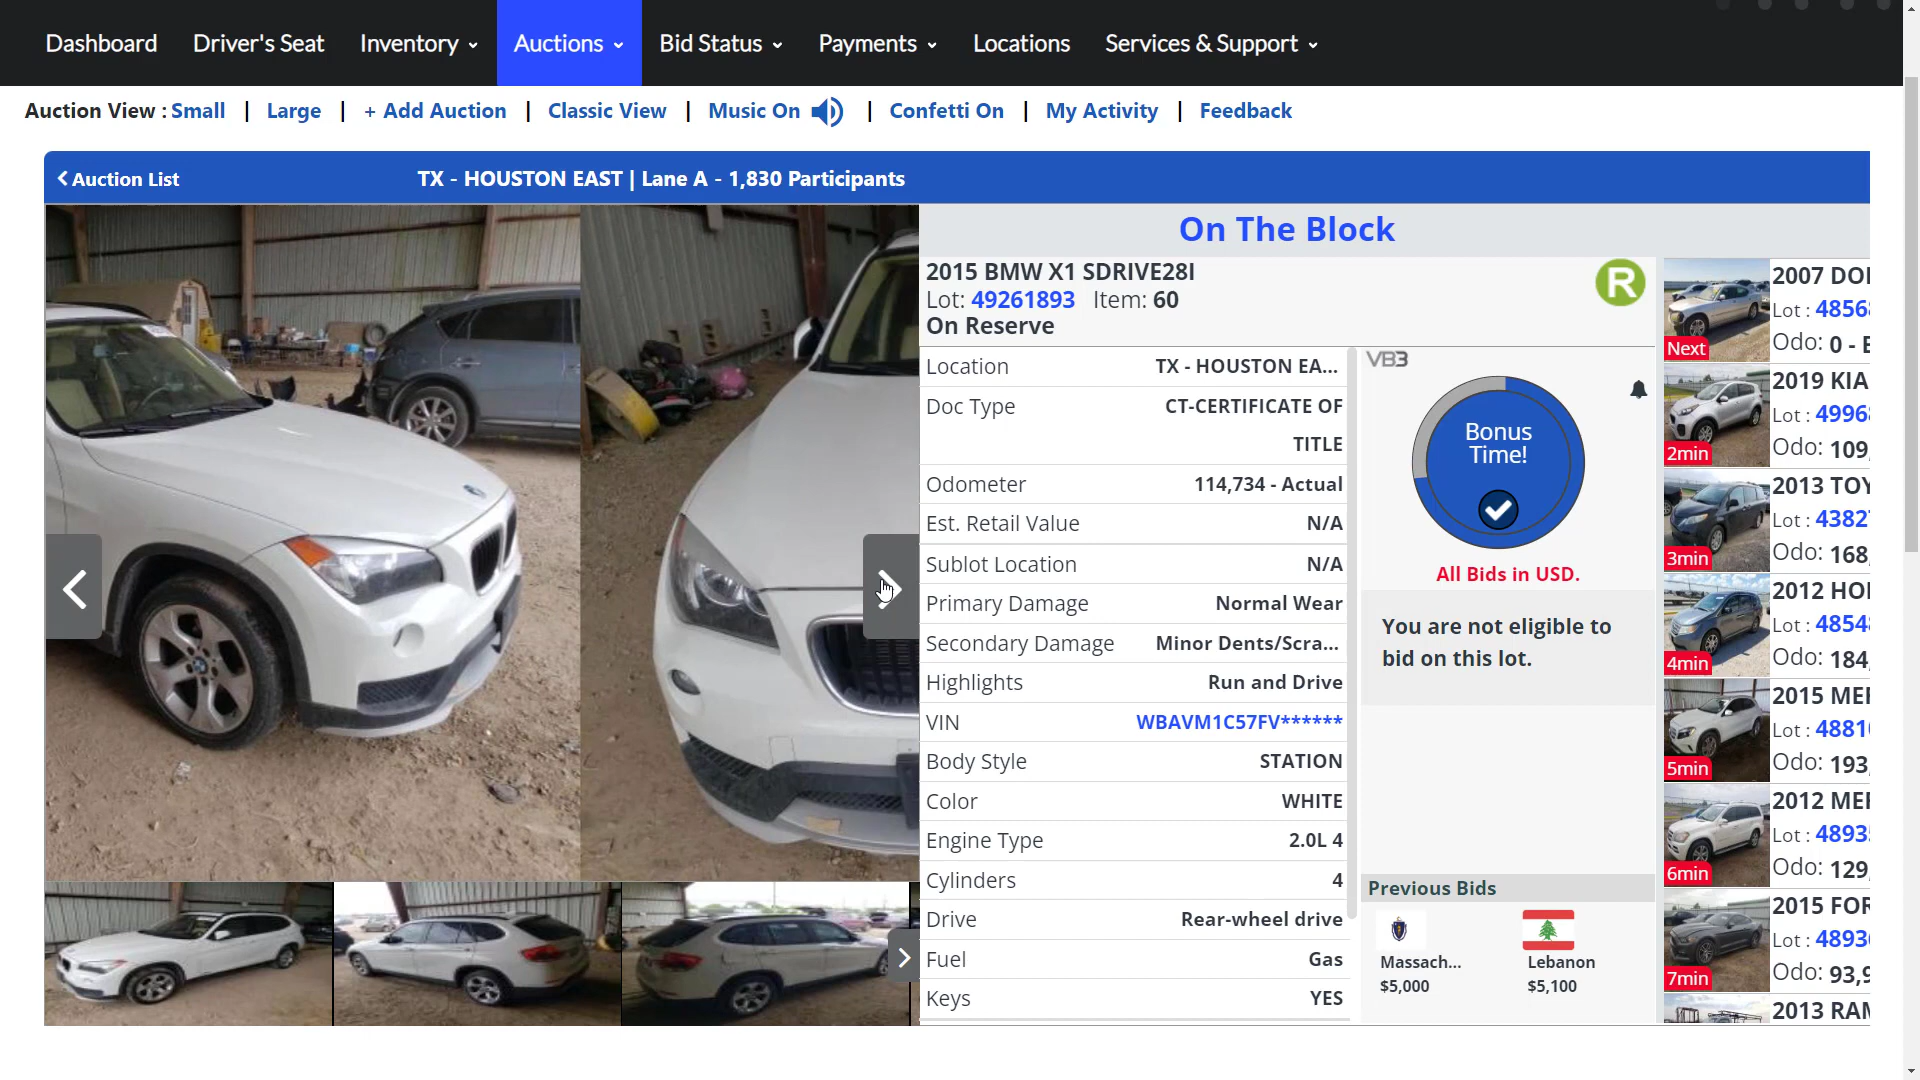 Dashboard
Driver's Seat
Inventory
Auctions
Bid Status
Payments
Locations
Services & Support
Auction View : Small | Large | + Add Auction | Classic View | Music On | Confetti On | My Activity | Feedback
Auction List
TX - HOUSTON EAST | Lane A - 1,830 Participants
On The Block
2015 BMW X1 SDRIVE28I
Lot: 49261893 Item: 60
On Reserve
R
Location TX - HOUSTON EA...
Doc Type CT-CERTIFICATE OF
TITLE
Odometer 114,734 - Actual
Est. Retail Value N/A
Sublot Location N/A
Primary Damage Normal Wear
Secondary Damage Minor Dents/Scra...
Highlights Run and Drive
VIN WBAVM1C57FV******
Body Style STATION
Color WHITE
Engine Type 2.0L 4
Cylinders 4
Drive Rear-wheel drive
Fuel Gas
Keys YES
VB3
Bonus
Time!
All Bids in USD.
You are not eligible to
bid on this lot.
Previous Bids
Massach...
$5,000
Lebanon
$5,100
2007 DO
Lot : 4856
Odo: 0 - E
Next
2019 KIA
Lot : 4996
Odo: 109,
2min
2013 TOY
Lot : 4382
Odo: 168,
3min
2012 HO
Lot : 4854
Odo: 184,
4min
2015 MER
Lot : 4881
Odo: 193,
5min
2012 MER
Lot : 4893
Odo: 129,
6min
2015 FOR
Lot : 4893
Odo: 93,9
7min
2013 RAM